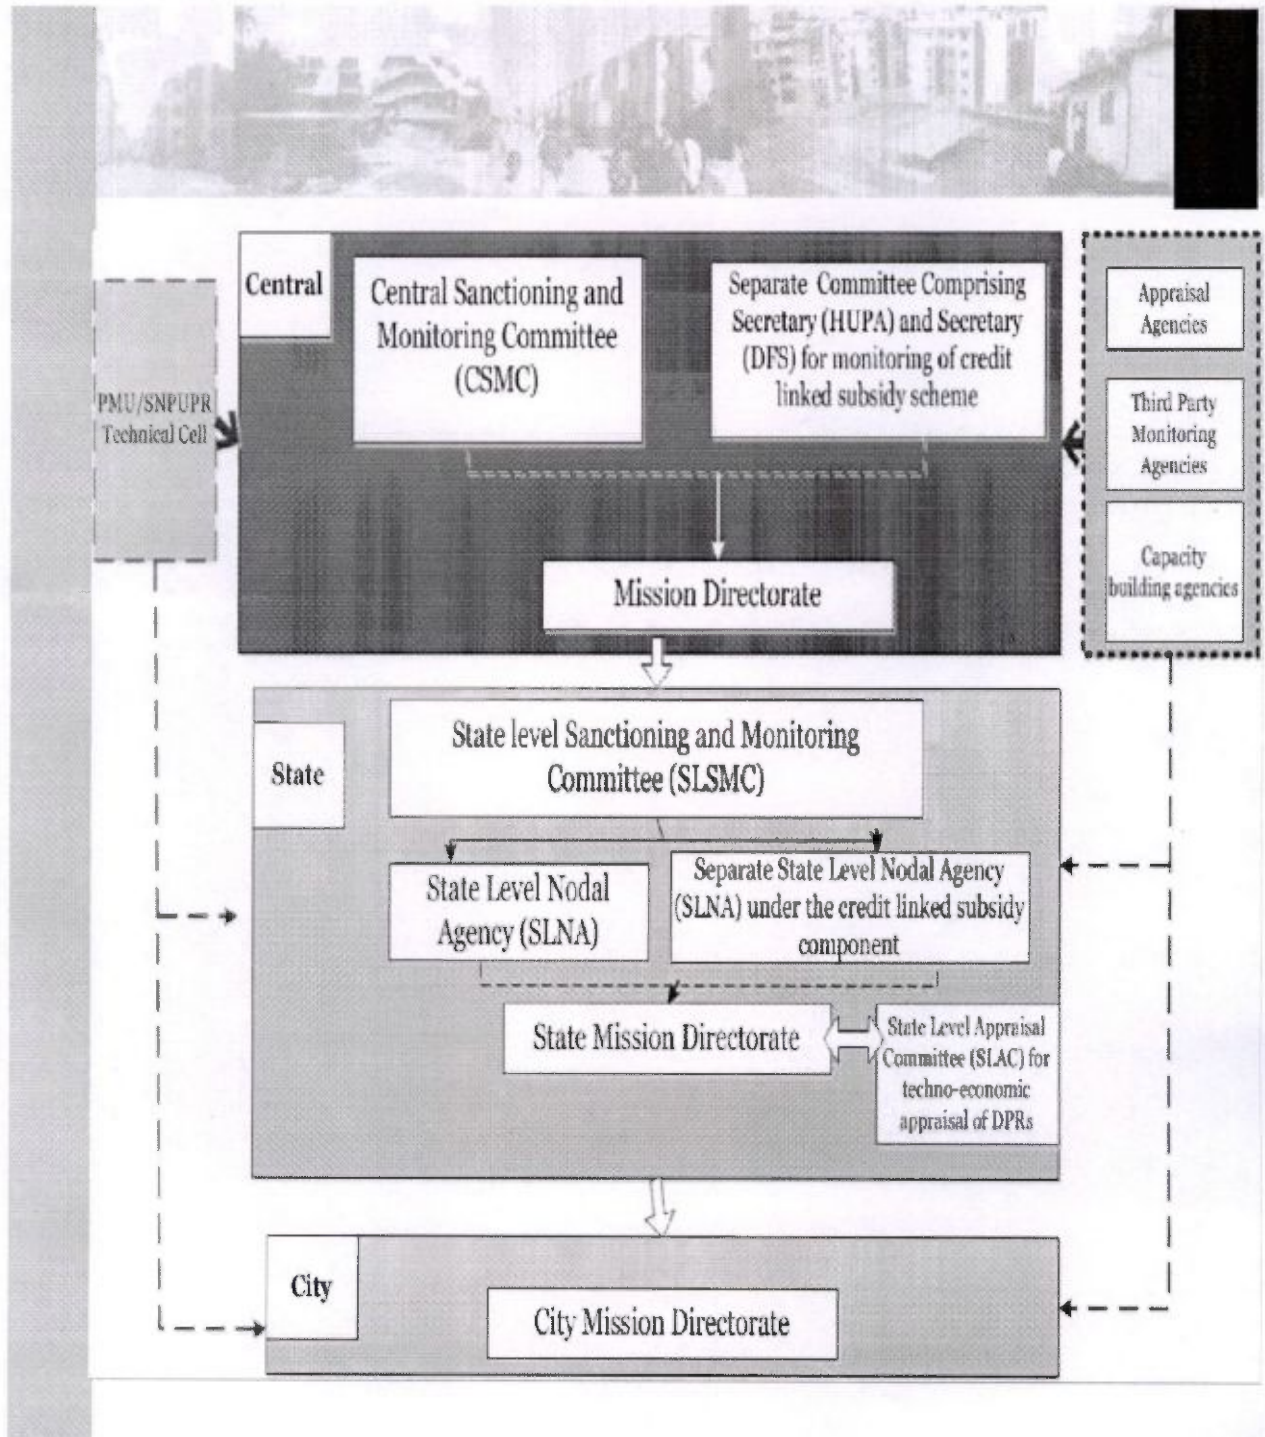 Central
Central Sanctioning and
Monitoring Committee
(CSMC)
Separate Committee Comprising
Secretary (HUPA) and Secretary
(DFS) for monitoring of credit
linked subsidy scheme
Mission Directorate
PMU/SNPUPR
Technical Cell
Appraisal
Agencies
Third Party
Monitoring
Agencies
Capacity
building agencies
State
State level Sanctioning and Monitoring
Committee (SLSMC)
State Level Nodal
Agency (SLNA)
Separate State Level Nodal Agency
(SLNA) under the credit linked subsidy
component
State Mission Directorate
State Level Appraisal
Committee (SLAC) for
techno-economic
appraisal of DPRs
City
City Mission Directorate